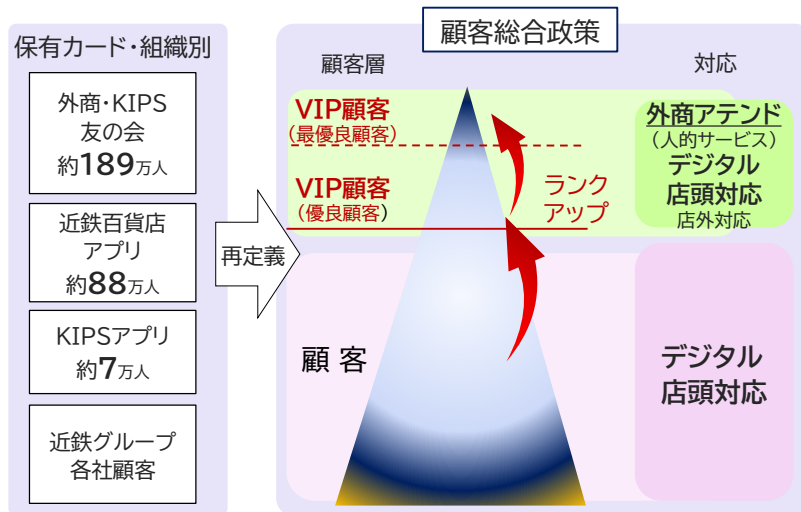 保有カード・組織別
外商・KIPS
友の会
約189万人
近鉄百貨店
アプリ
約88万人
KIPSアプリ
約7万人
近鉄グループ
各社顧客
再定義
顧客総合政策
顧客層
対応
VIP顧客
(最優良顧客)
VIP顧客
(優良顧客)
ランク
アップ
外商アテンド
(人的サービス)
デジタル
店頭対応
店外対応
顧 客
デジタル
店頭対応